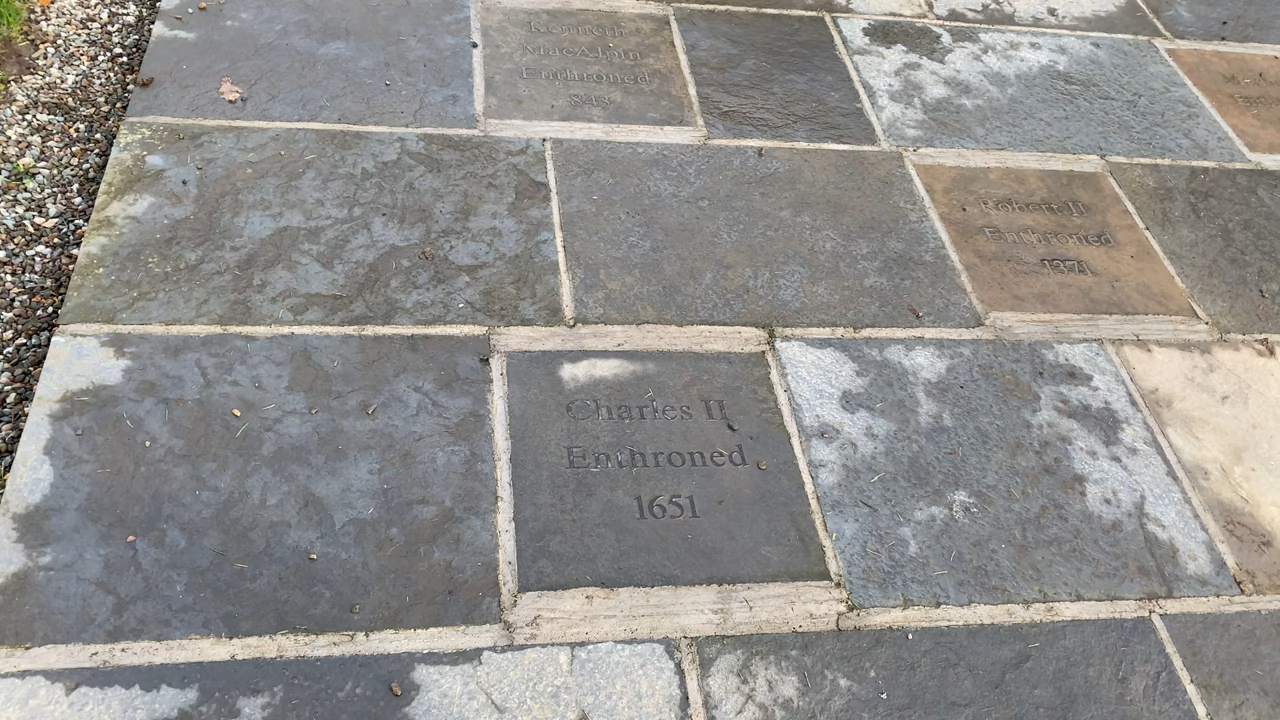 Kenneth
MacAlpin
Enthroned
843
Robert II
Enthroned
1371
Charles II
Enthroned
1651